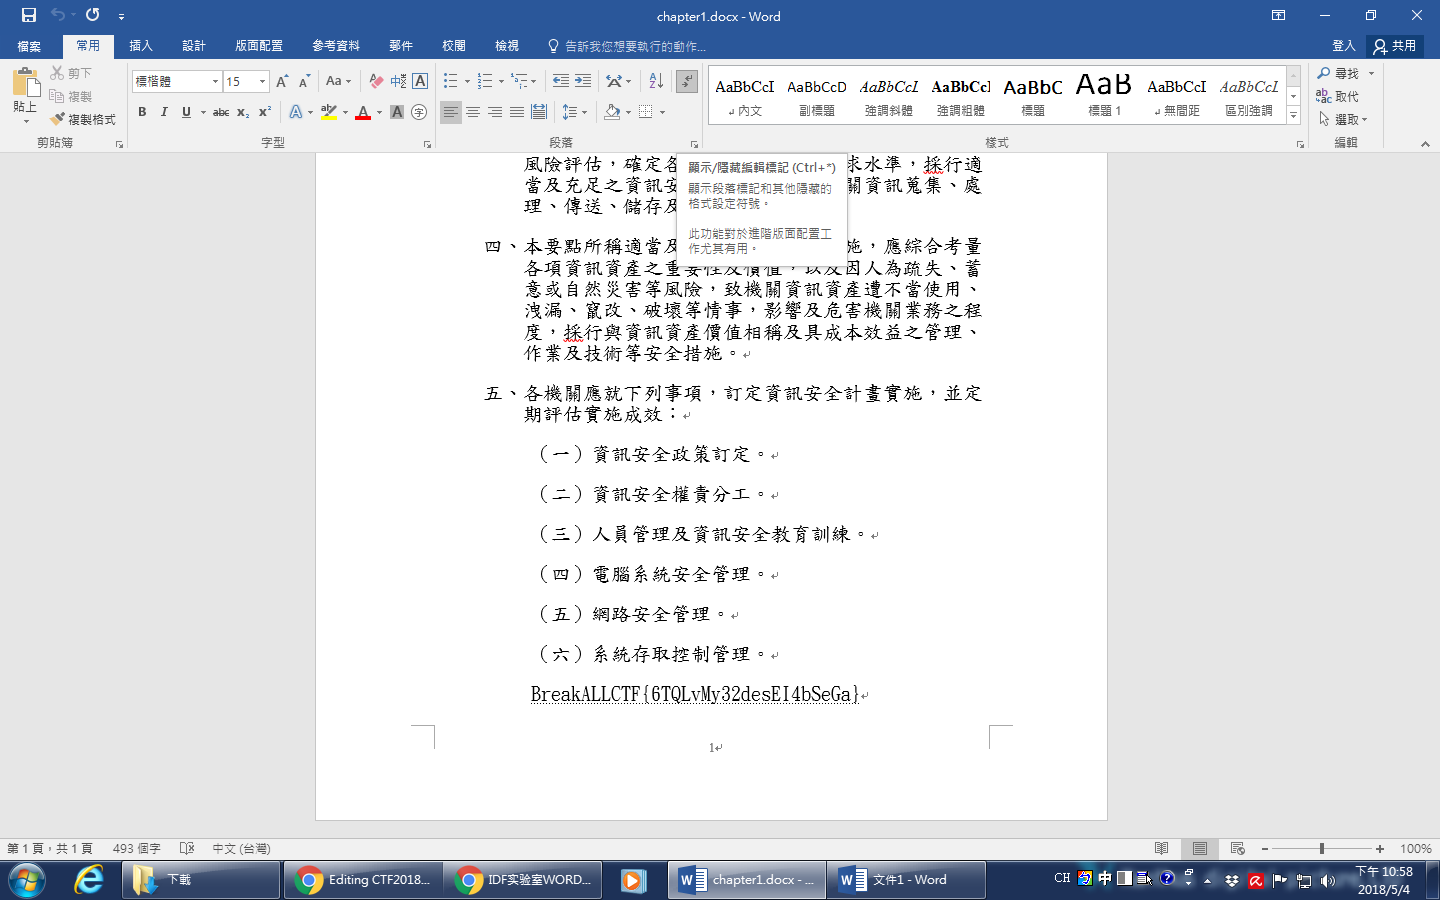 chapter1.docx - Word
檔案 常用 插入 設計 版面配置 參考資料 郵件 校閱 檢視 告訴我您想要執行的動作... 登入 共用
貼上 剪下 複製 複製格式
標楷體 15
AaBbCcI AaBbCcD AaBbCcL AaBbCcI AaBbC AaB AaBbCcI AaBbCcL
內文 副標題 強調斜體 強調粗體 標題 標題 1 無間距 區別強調
尋找 取代 選取
剪貼簿 字型 段落 樣式 編輯
顯示/隱藏編輯標記 (Ctrl+*)
顯示段落標記和其他隱藏的
格式設定符號。
此功能對於進階版面配置工
作尤其有用。
風險評估，確定各 求水準，採行適
當及充足之資訊安 關資訊蒐集、處
理、傳送、儲存及
四、本要點所稱適當及 施，應綜合考量
各項資訊資產之重要性及價值，以及因人為疏失、蓄
意或自然災害等風險，致機關資訊資產遭不當使用、
洩漏、竄改、破壞等情事，影響及危害機關業務之程
度，採行與資訊資產價值相稱及具成本效益之管理、
作業及技術等安全措施。
五、各機關應就下列事項，訂定資訊安全計畫實施，並定
期評估實施成效：
（一）資訊安全政策訂定。
（二）資訊安全權責分工。
（三）人員管理及資訊安全教育訓練。
（四）電腦系統安全管理。
（五）網路安全管理。
（六）系統存取控制管理。
BreakALLCTF{6TQLvMy32desEI4bSeGa}
1
第 1 頁，共 1 頁 493 個字 中文 (台灣) 100%
下載 Editing CTF2018... IDF实验室WORD... chapter1.docx - ... 文件1 - Word CH 中 下午 10:58
2018/5/4